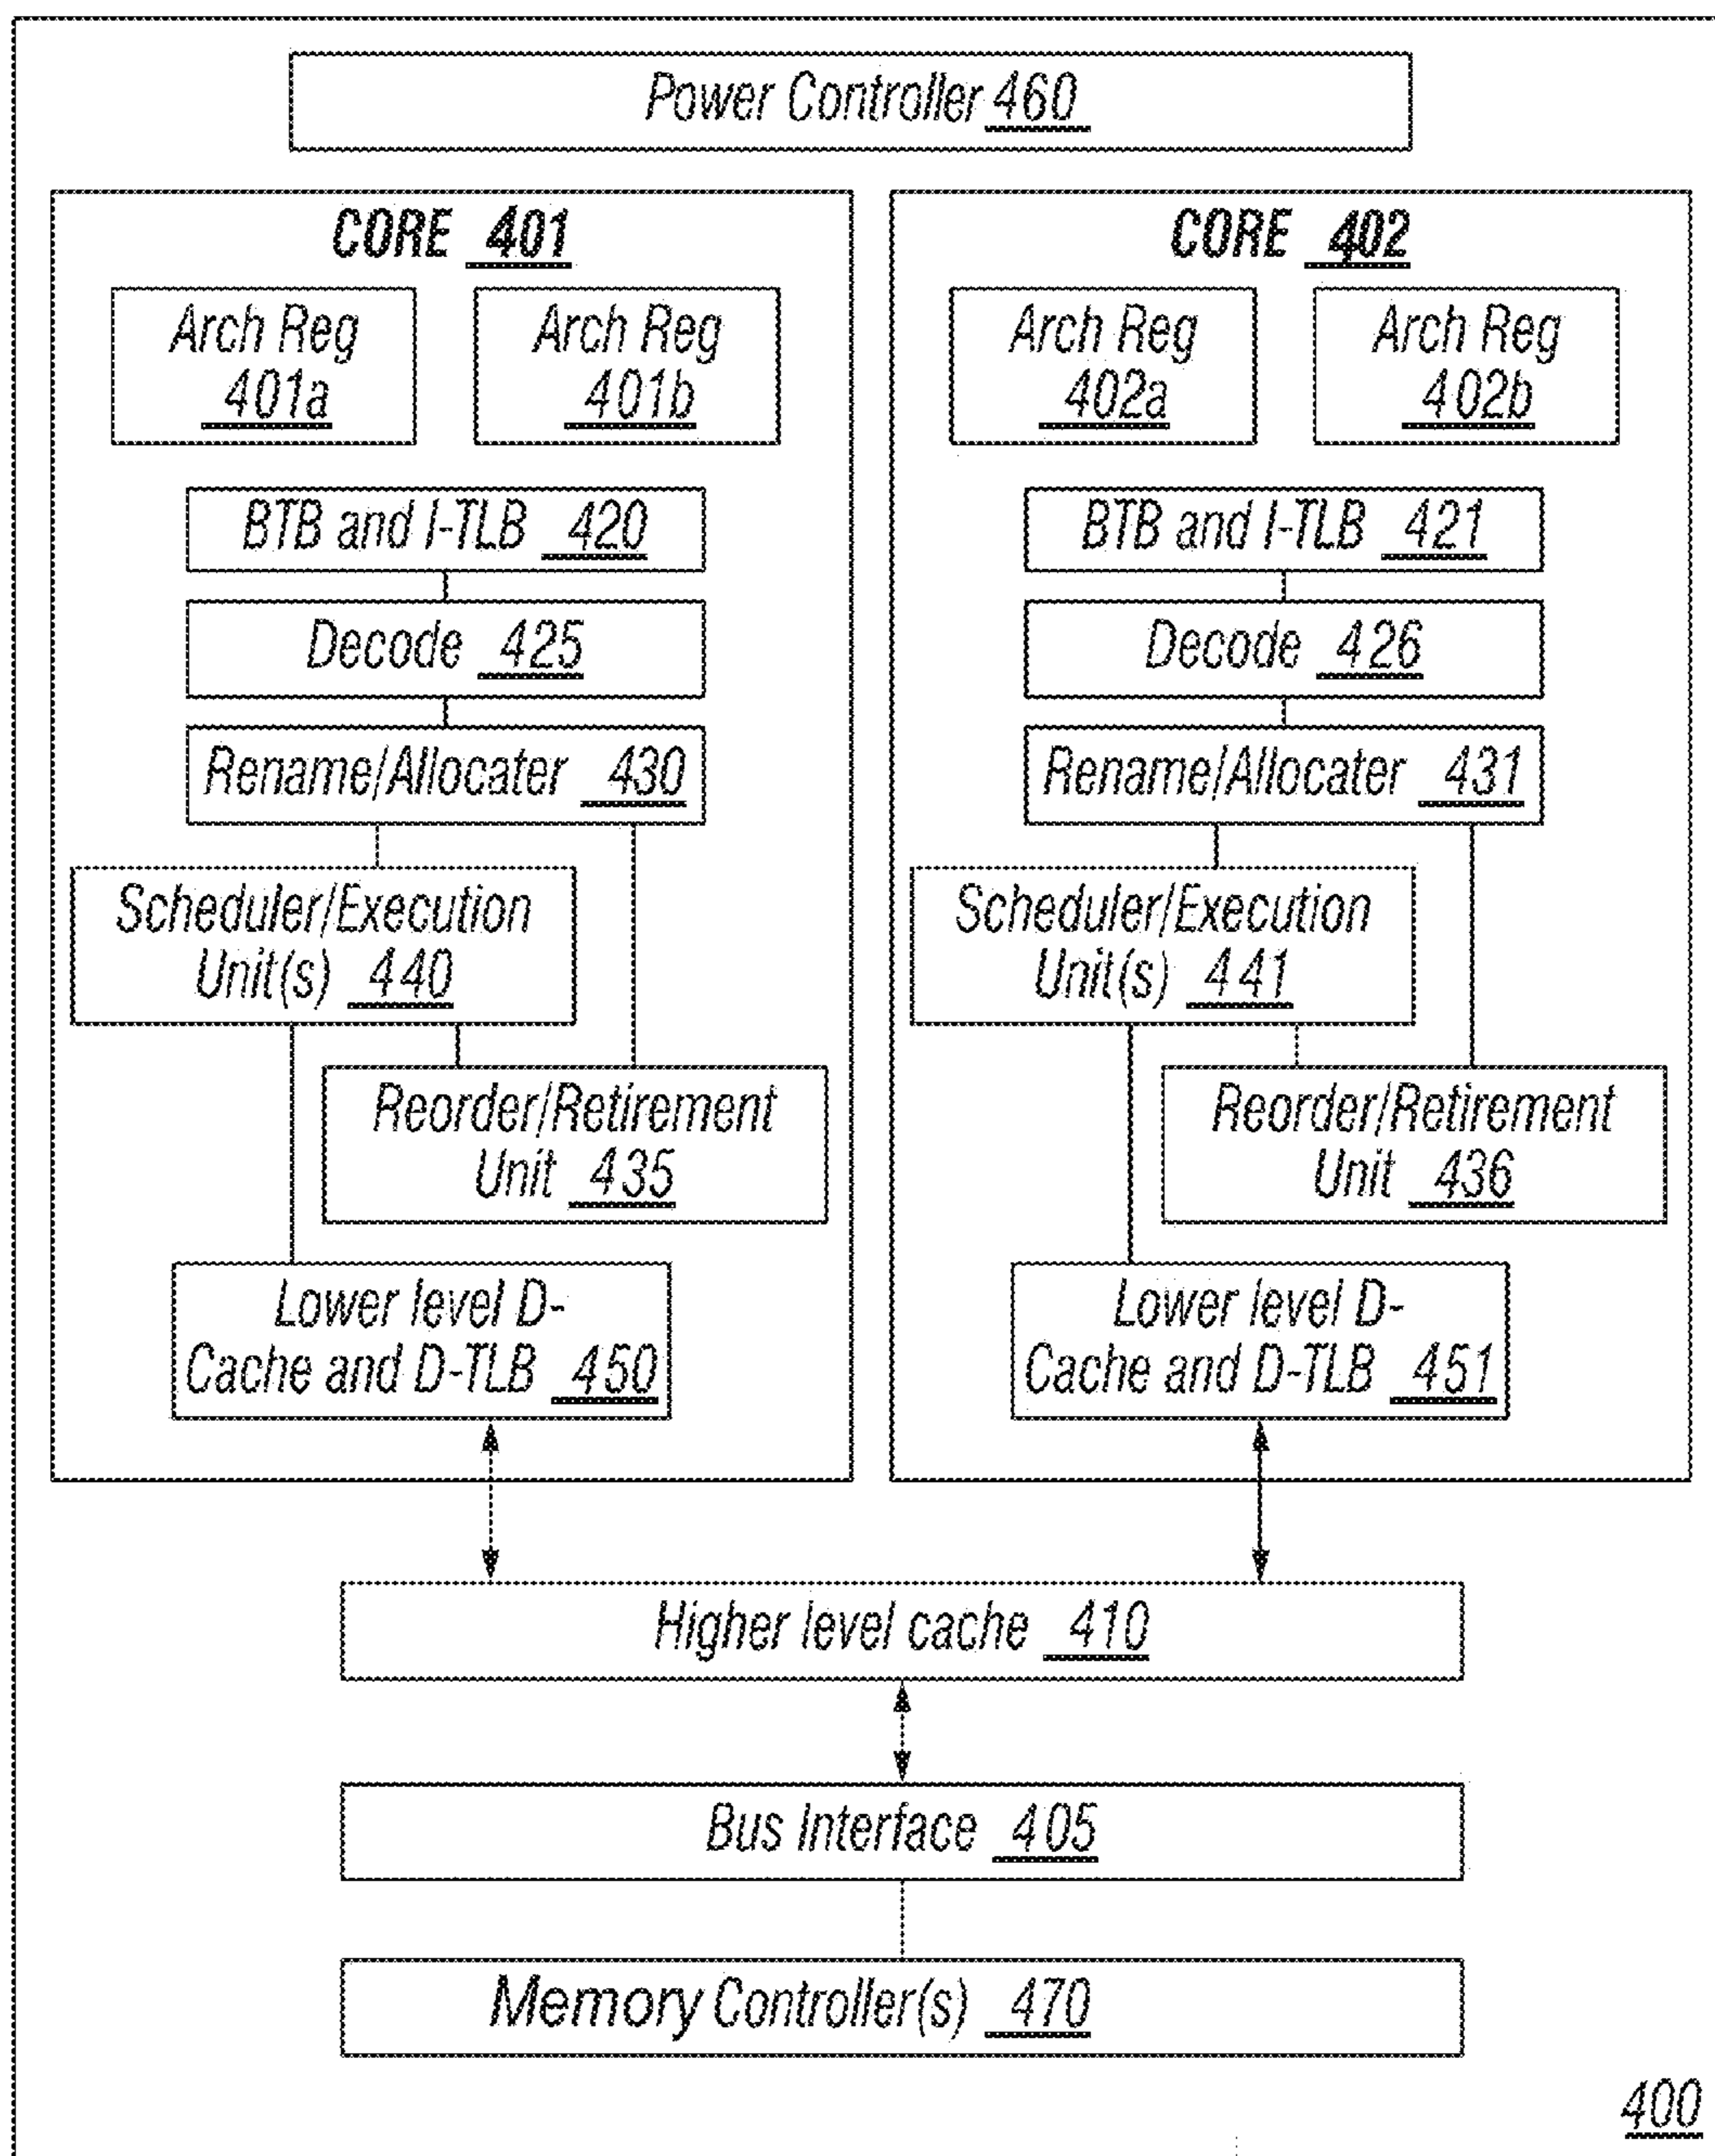 Power Controller 460
CORE 401
Arch Reg
401a
Arch Reg
401b
BTB and I-TLB 420
Decode 425
Rename/Allocater 430
Scheduler/Execution
Unit(s) 440
Reorder/Retirement
Unit 435
Lower level D-
Cache and D-TLB 450
CORE 402
Arch Reg
402a
Arch Reg
402b
BTB and I-TLB 421
Decode 426
Rename/Allocater 431
Scheduler/Execution
Unit(s) 441
Reorder/Retirement
Unit 436
Lower level D-
Cache and D-TLB 451
Higher level cache 410
Bus Interface 405
Memory Controller(s) 470
400